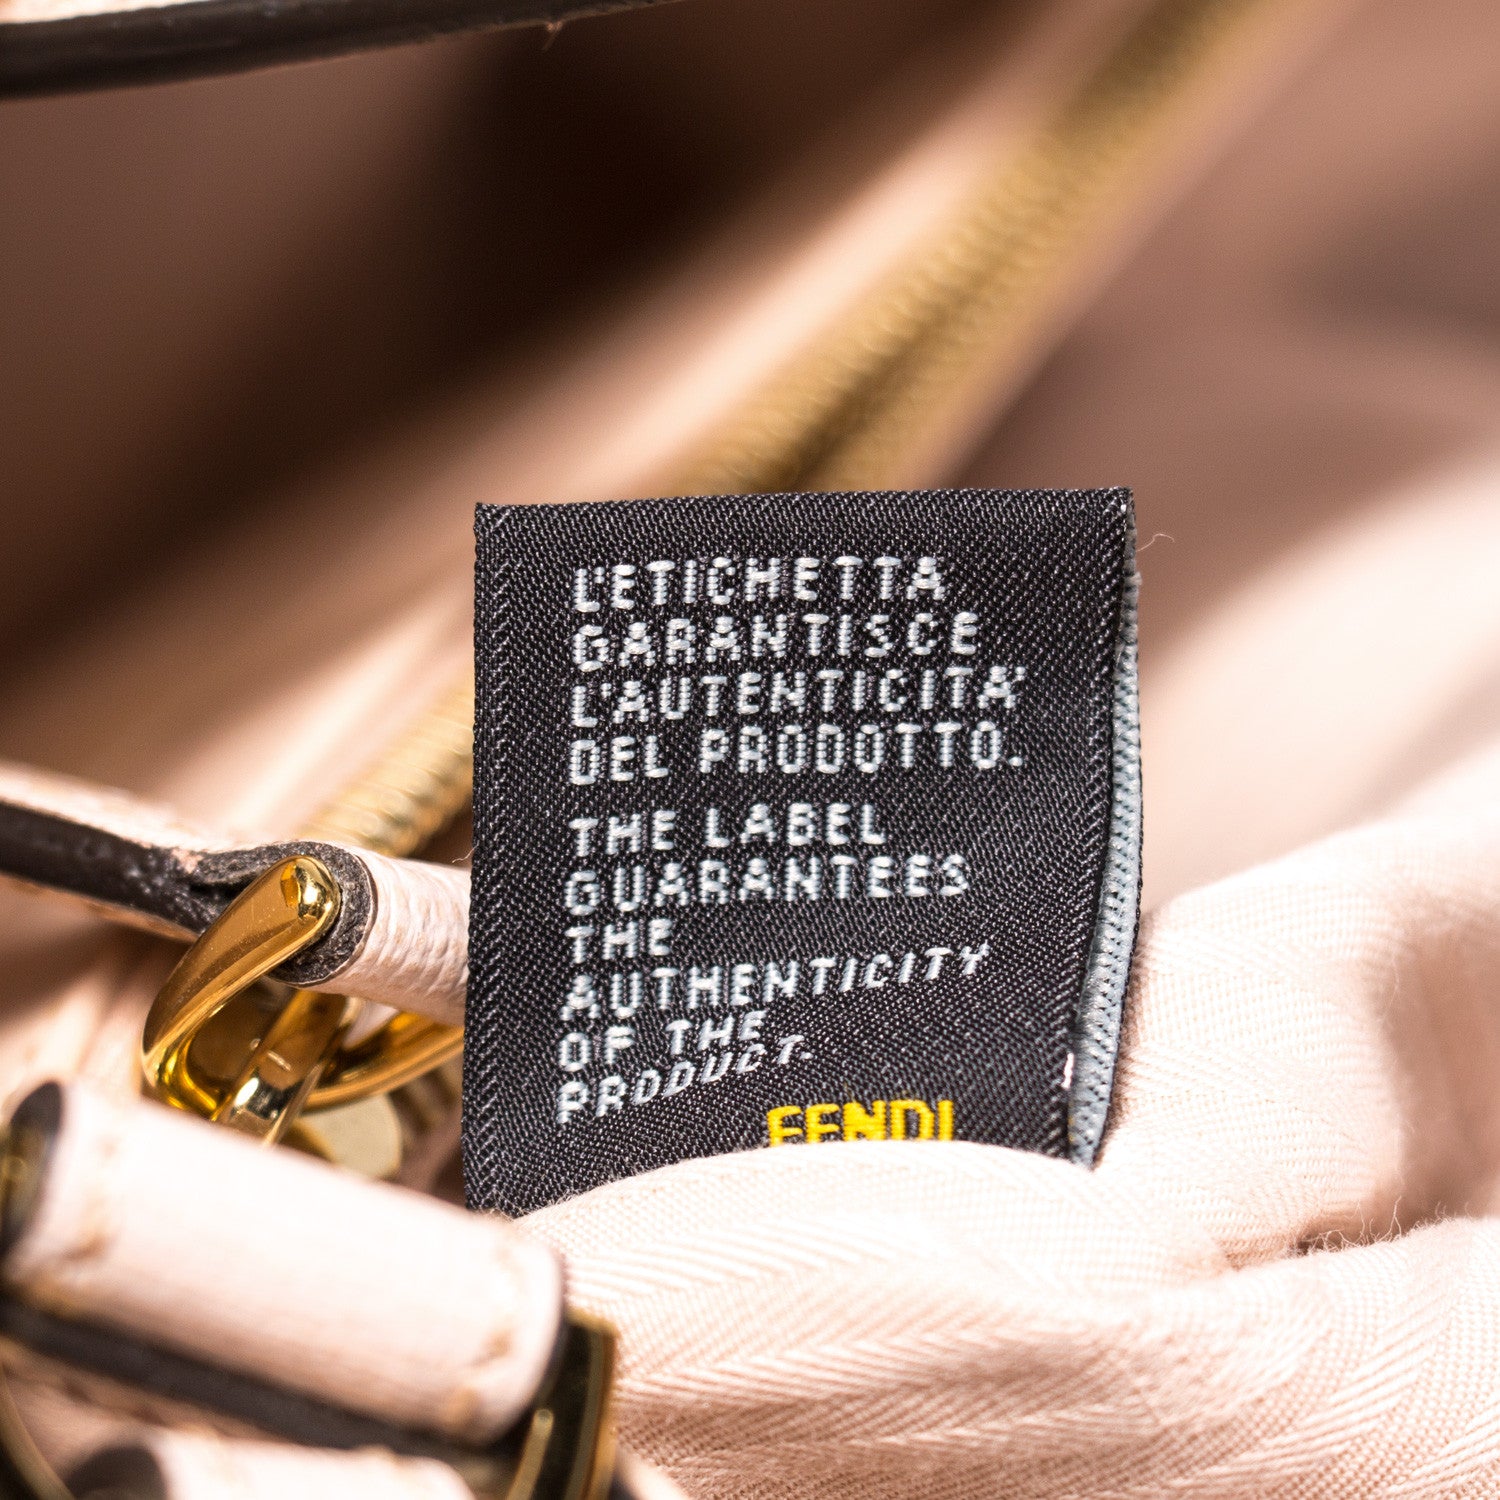 L'ETICHETTA
GARANTISCE
L'AUTENTICITA'
DEL PRODOTTO.
THE LABEL
GUARANTEES
THE
AUTHENTICITY
OF THE
PRODUCT.
FENDI